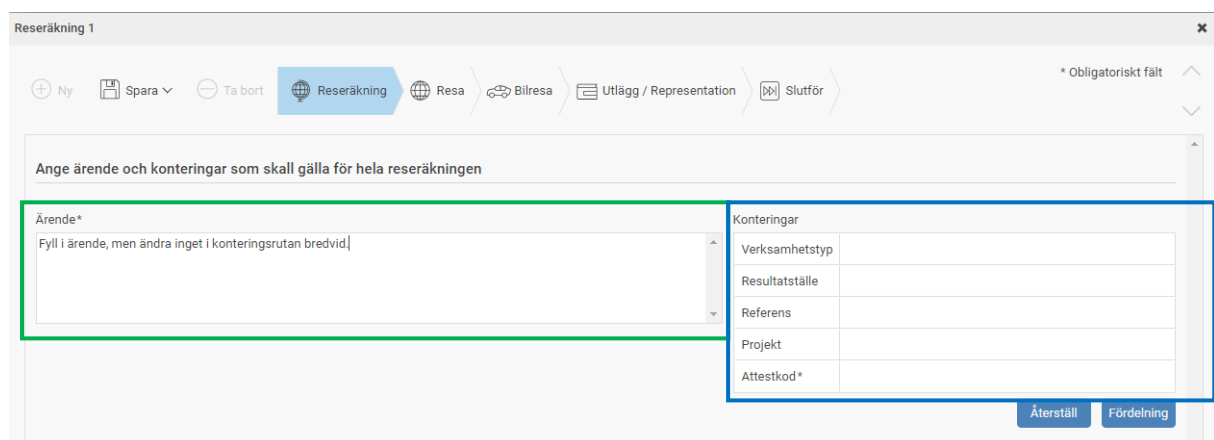 Reseräkning 1
* Obligatoriskt fält
Ny Spara Ta bort Reseräkning Resa Bilresa Utlägg / Representation Slutför
Ange ärende och konteringar som skall gälla för hela reseräkningen
Ärende*
Fyll i ärende, men ändra inget i konteringsrutan bredvid.
Konteringar
Verksamhetstyp
Resultatställe
Referens
Projekt
Attestkod*
Återställ Fördelning